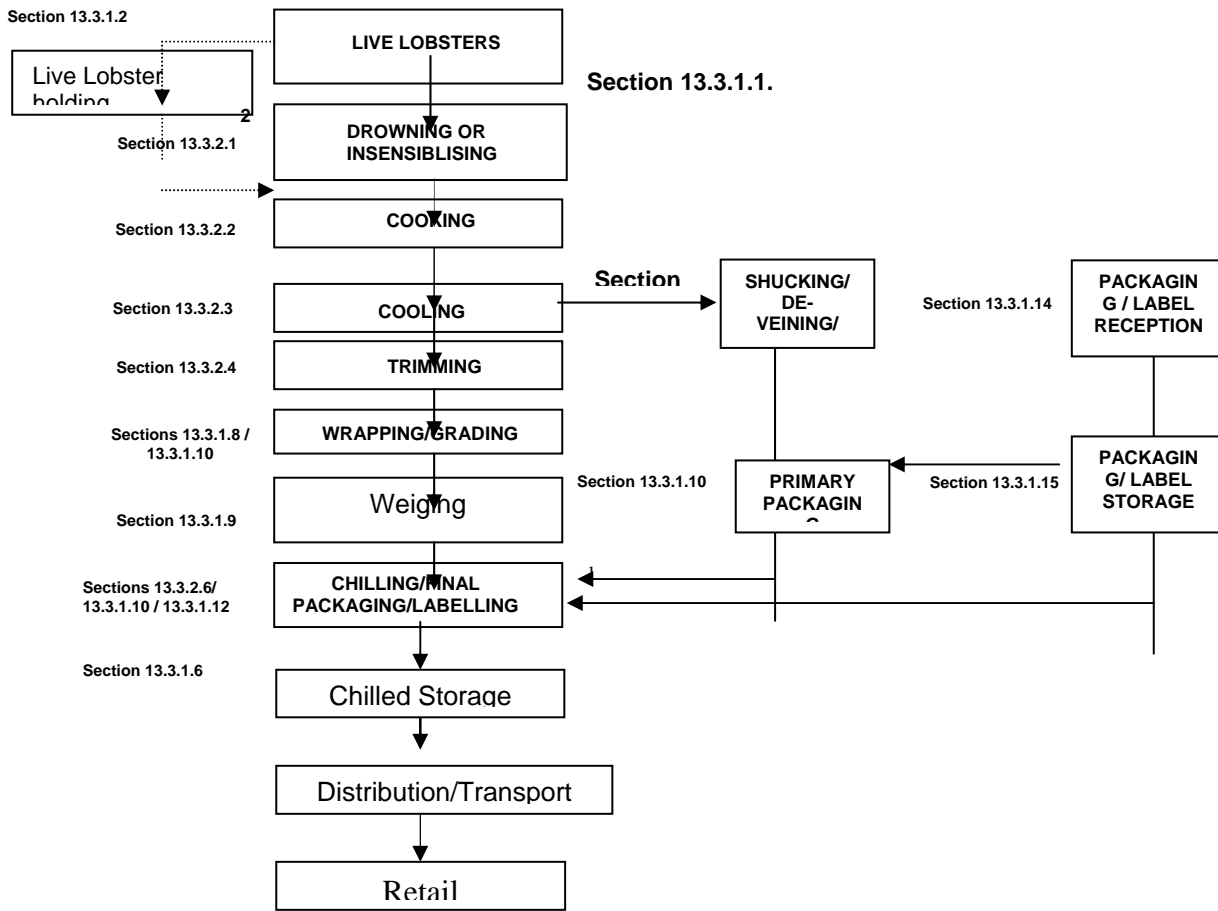 Section 13.3.1.2
LIVE LOBSTERS
Live Lobster
holding
2
Section 13.3.1.1.
Section 13.3.2.1
DROWNING OR
INSENSIBLISING
Section 13.3.2.2
COOKING
Section 13.3.2.3
COOLING
Section
SHUCKING/
DE-
VEINING/
Section 13.3.1.14
PACKAGIN
G / LABEL
RECEPTION
Section 13.3.2.4
TRIMMING
Sections 13.3.1.8 /
13.3.1.10
WRAPPING/GRADING
Section 13.3.1.10
PRIMARY
PACKAGIN
Section 13.3.1.15
PACKAGIN
G/ LABEL
STORAGE
Section 13.3.1.9
Weiging
Sections 13.3.2.6/
13.3.1.10 / 13.3.1.12
CHILLING/FINAL
PACKAGING/LABELLING
Section 13.3.1.6
Chilled Storage
Distribution/Transport
Retail